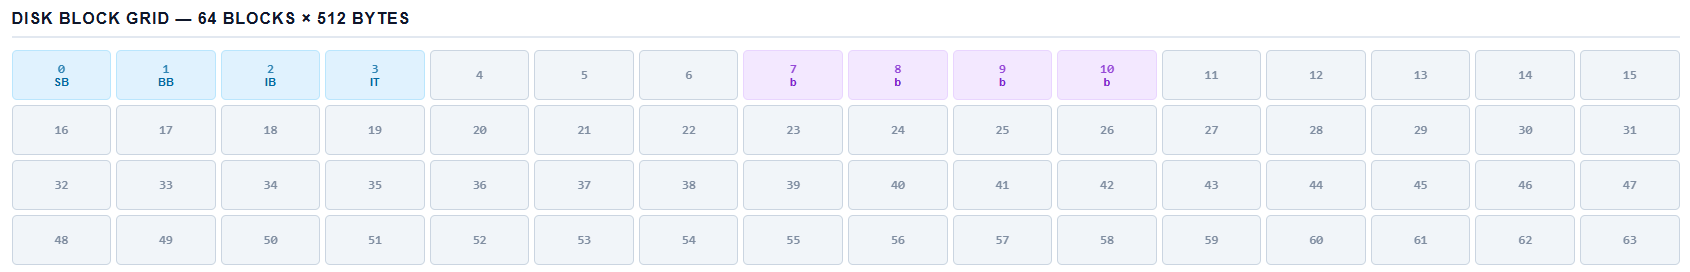 DISK BLOCK GRID — 64 BLOCKS × 512 BYTES
0 1 2 3 4 5 6 7 8 9 10 11 12 13 14 15
SB BB IB IT b b b b
16 17 18 19 20 21 22 23 24 25 26 27 28 29 30 31
32 33 34 35 36 37 38 39 40 41 42 43 44 45 46 47
48 49 50 51 52 53 54 55 56 57 58 59 60 61 62 63